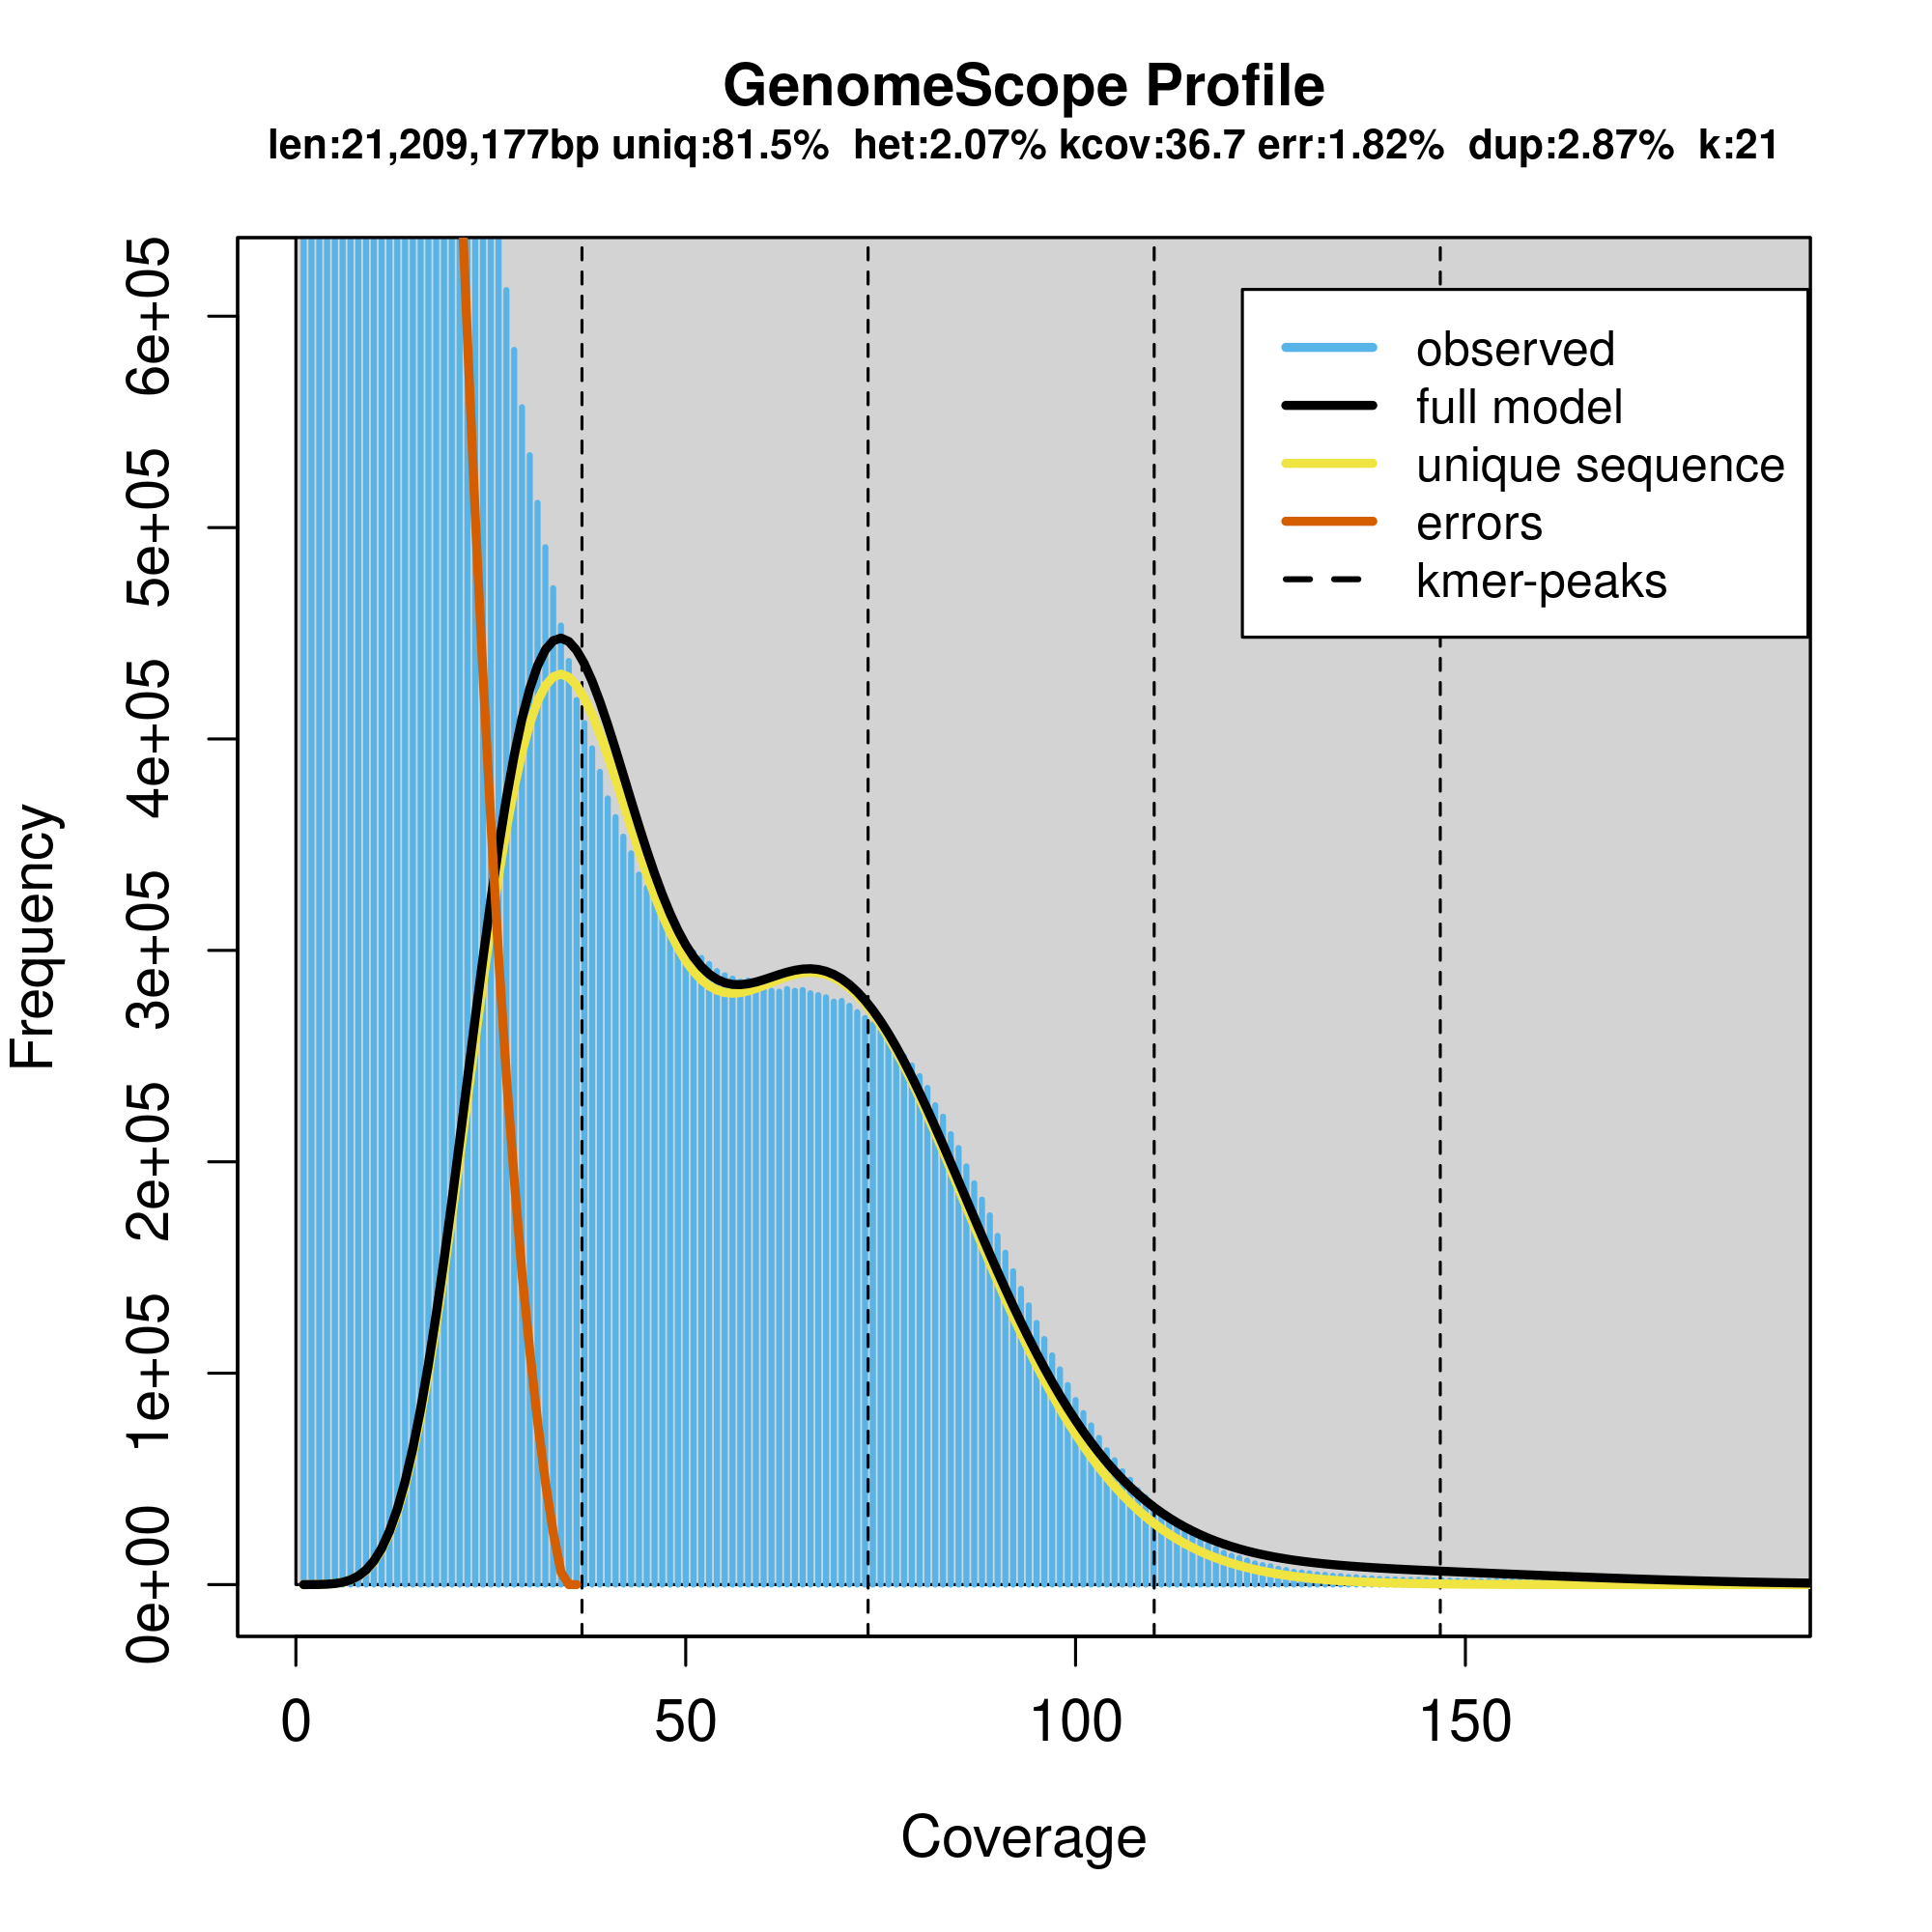 GenomeScope Profile
len:21,209,177bp uniq:81.5%  het:2.07% kcov:36.7 err:1.82%  dup:2.87%  k:21
observed
full model
unique sequence
errors
kmer-peaks
Frequency
6e+05
5e+05
4e+05
3e+05
2e+05
1e+05
0e+00
0 50 100 150
Coverage